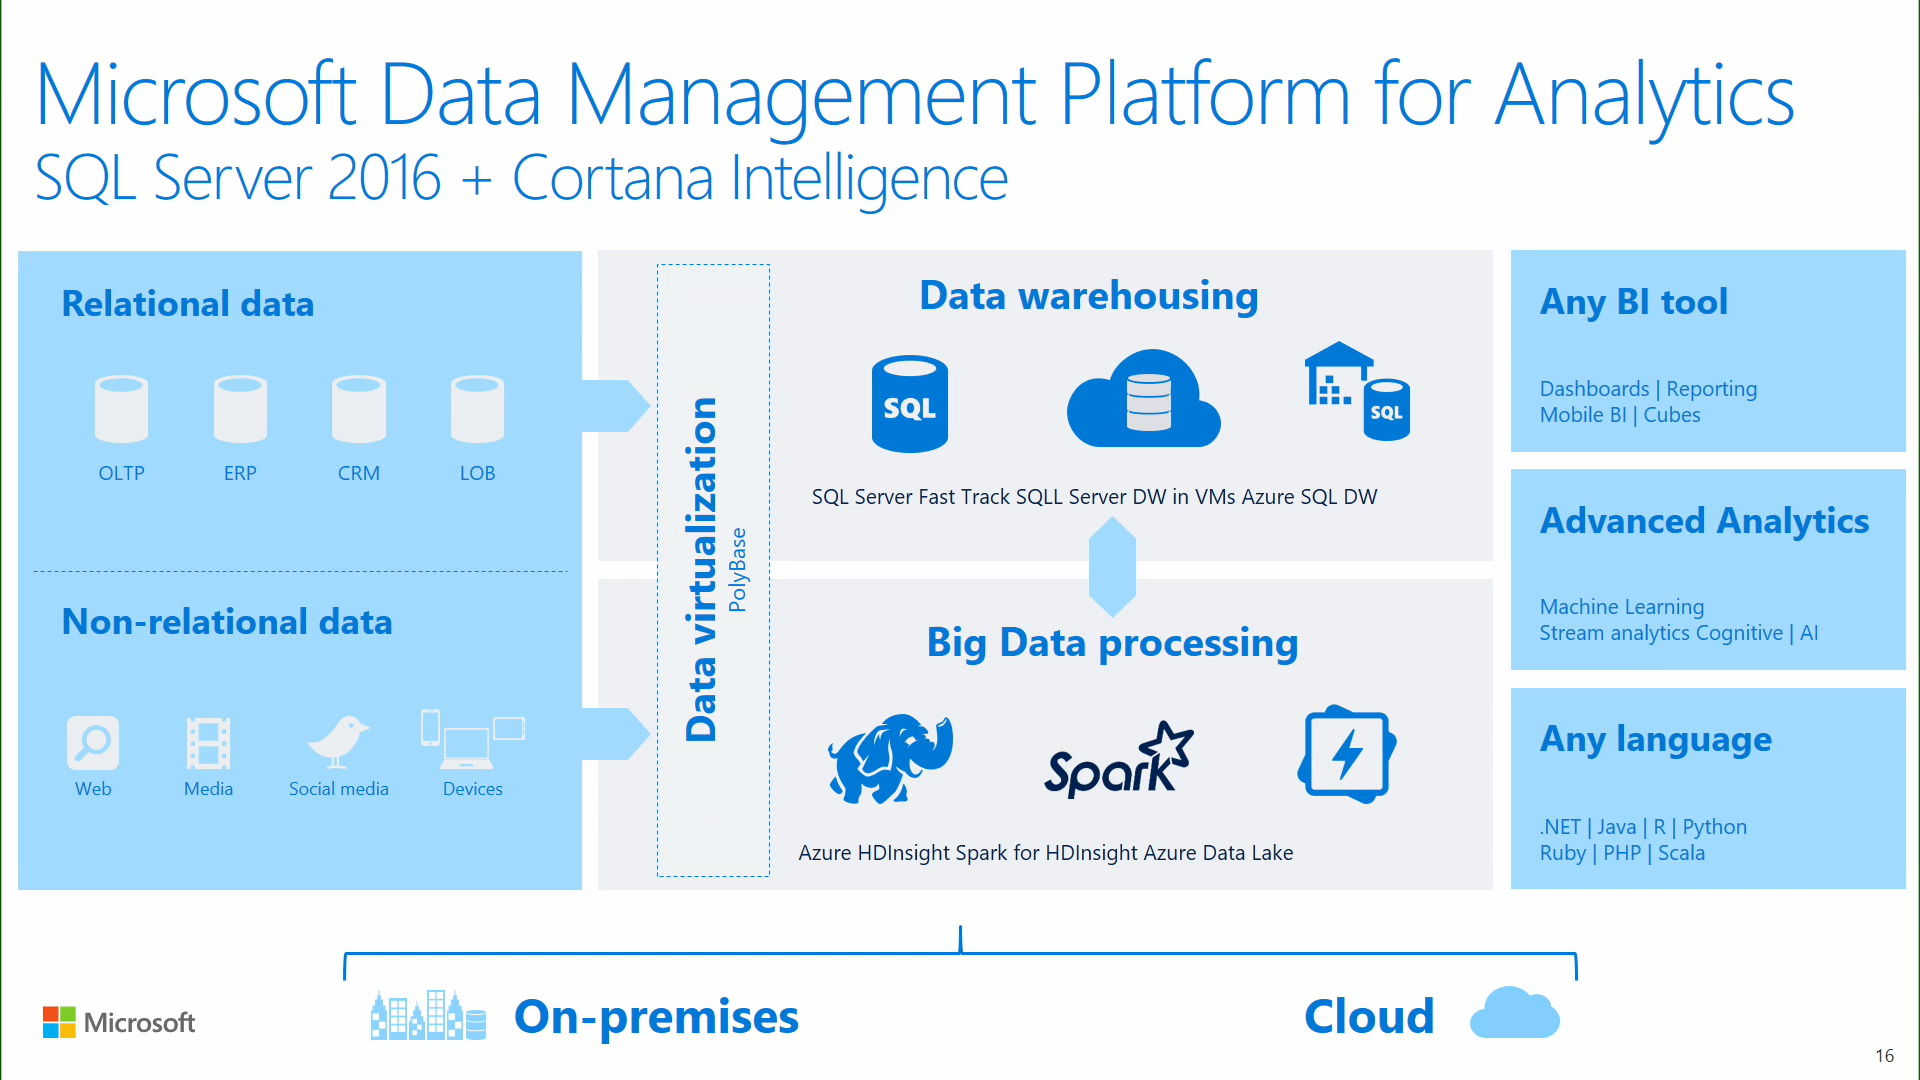 Microsoft Data Management Platform for Analytics
SQL Server 2016 + Cortana Intelligence
Relational data
OLTP
ERP
CRM
LOB
Non-relational data
Web
Media
Social media
Devices
Data virtualization
PolyBase
Data warehousing
SQL
SQL
SQL Server Fast Track SQLL Server DW in VMs Azure SQL DW
Big Data processing
Spark
Azure HDInsight Spark for HDInsight Azure Data Lake
Any BI tool
Dashboards | Reporting
Mobile BI | Cubes
Advanced Analytics
Machine Learning
Stream analytics Cognitive | AI
Any language
.NET | Java | R | Python
Ruby | PHP | Scala
On-premises
Cloud
Microsoft
16